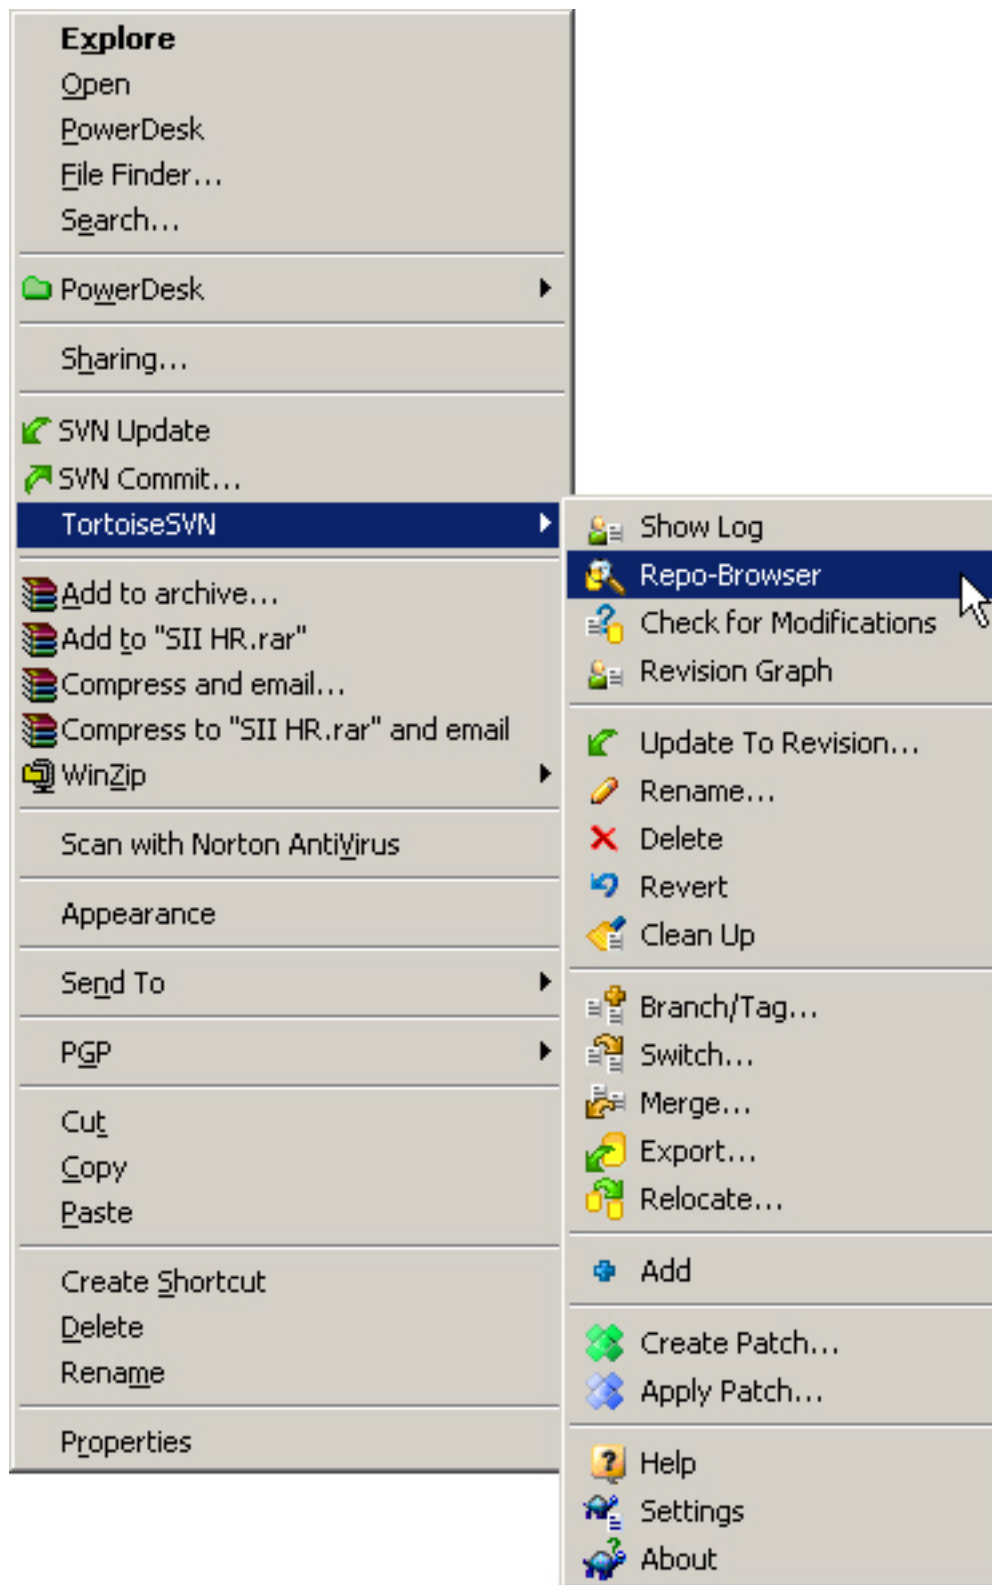 Explore
Open
PowerDesk
File Finder...
Search...
PowerDesk
Sharing...
SVN Update
SVN Commit...
TortoiseSVN
Add to archive...
Add to "SII HR.rar"
Compress and email...
Compress to "SII HR.rar" and email
WinZip
Scan with Norton AntiVirus
Appearance
Send To
PGP
Cut
Copy
Paste
Create Shortcut
Delete
Rename
Properties
Show Log
Repo-Browser
Check for Modifications
Revision Graph
Update To Revision...
Rename...
Delete
Revert
Clean Up
Branch/Tag...
Switch...
Merge...
Export...
Relocate...
Add
Create Patch...
Apply Patch...
Help
Settings
About